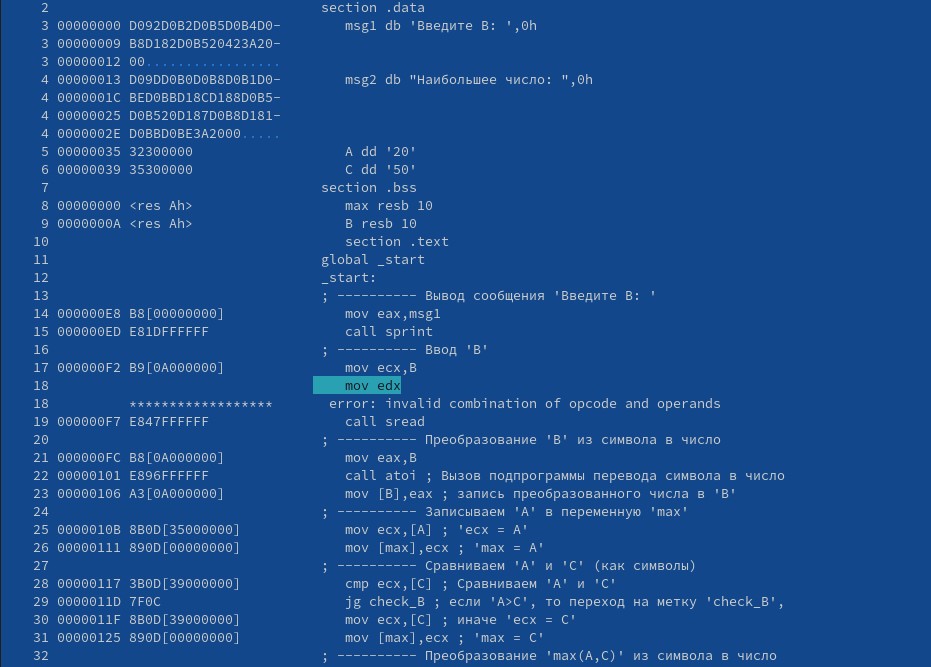 2 section .data
3 00000000 D092D0B2D0B5D0B4D0- msg1 db 'Введите B: ',0h
3 00000009 B8D182D0B520423A20-
3 00000012 00.................
4 00000013 D09DD0B0D0B8D0B1D0- msg2 db "Наибольшее число: ",0h
4 0000001C BED0BBD18CD188D0B5-
4 00000025 D0B520D187D0B8D181-
4 0000002E D0BBD0BE3A2000.....
5 00000035 32300000 A dd '20'
6 00000039 35300000 C dd '50'
7 section .bss
8 00000000 <res Ah> max resb 10
9 0000000A <res Ah> B resb 10
10 section .text
11 global _start
12 _start:
13 ; ---------- Вывод сообщения 'Введите B: '
14 000000E8 B8[00000000] mov eax,msg1
15 000000ED E81DFFFFFF call sprint
16 ; ---------- Ввод 'B'
17 000000F2 B9[0A000000] mov ecx,B
18 mov edx
18 ****************** error: invalid combination of opcode and operands
19 000000F7 E847FFFFFF call sread
20 ; ---------- Преобразование 'B' из символа в число
21 000000FC B8[0A000000] mov eax,B
22 00000101 E896FFFFFF call atoi ; Вызов подпрограммы перевода символа в число
23 00000106 A3[0A000000] mov [B],eax ; запись преобразованного числа в 'B'
24 ; ---------- Записываем 'A' в переменную 'max'
25 0000010B 8B0D[35000000] mov ecx,[A] ; 'ecx = A'
26 00000111 890D[00000000] mov [max],ecx ; 'max = A'
27 ; ---------- Сравниваем 'A' и 'С' (как символы)
28 00000117 3B0D[39000000] cmp ecx,[C] ; Сравниваем 'A' и 'С'
29 0000011D 7F0C jg check_B ; если 'A>C', то переход на метку 'check_B',
30 0000011F 8B0D[39000000] mov ecx,[C] ; иначе 'ecx = C'
31 00000125 890D[00000000] mov [max],ecx ; 'max = C'
32 ; ---------- Преобразование 'max(A,C)' из символа в число